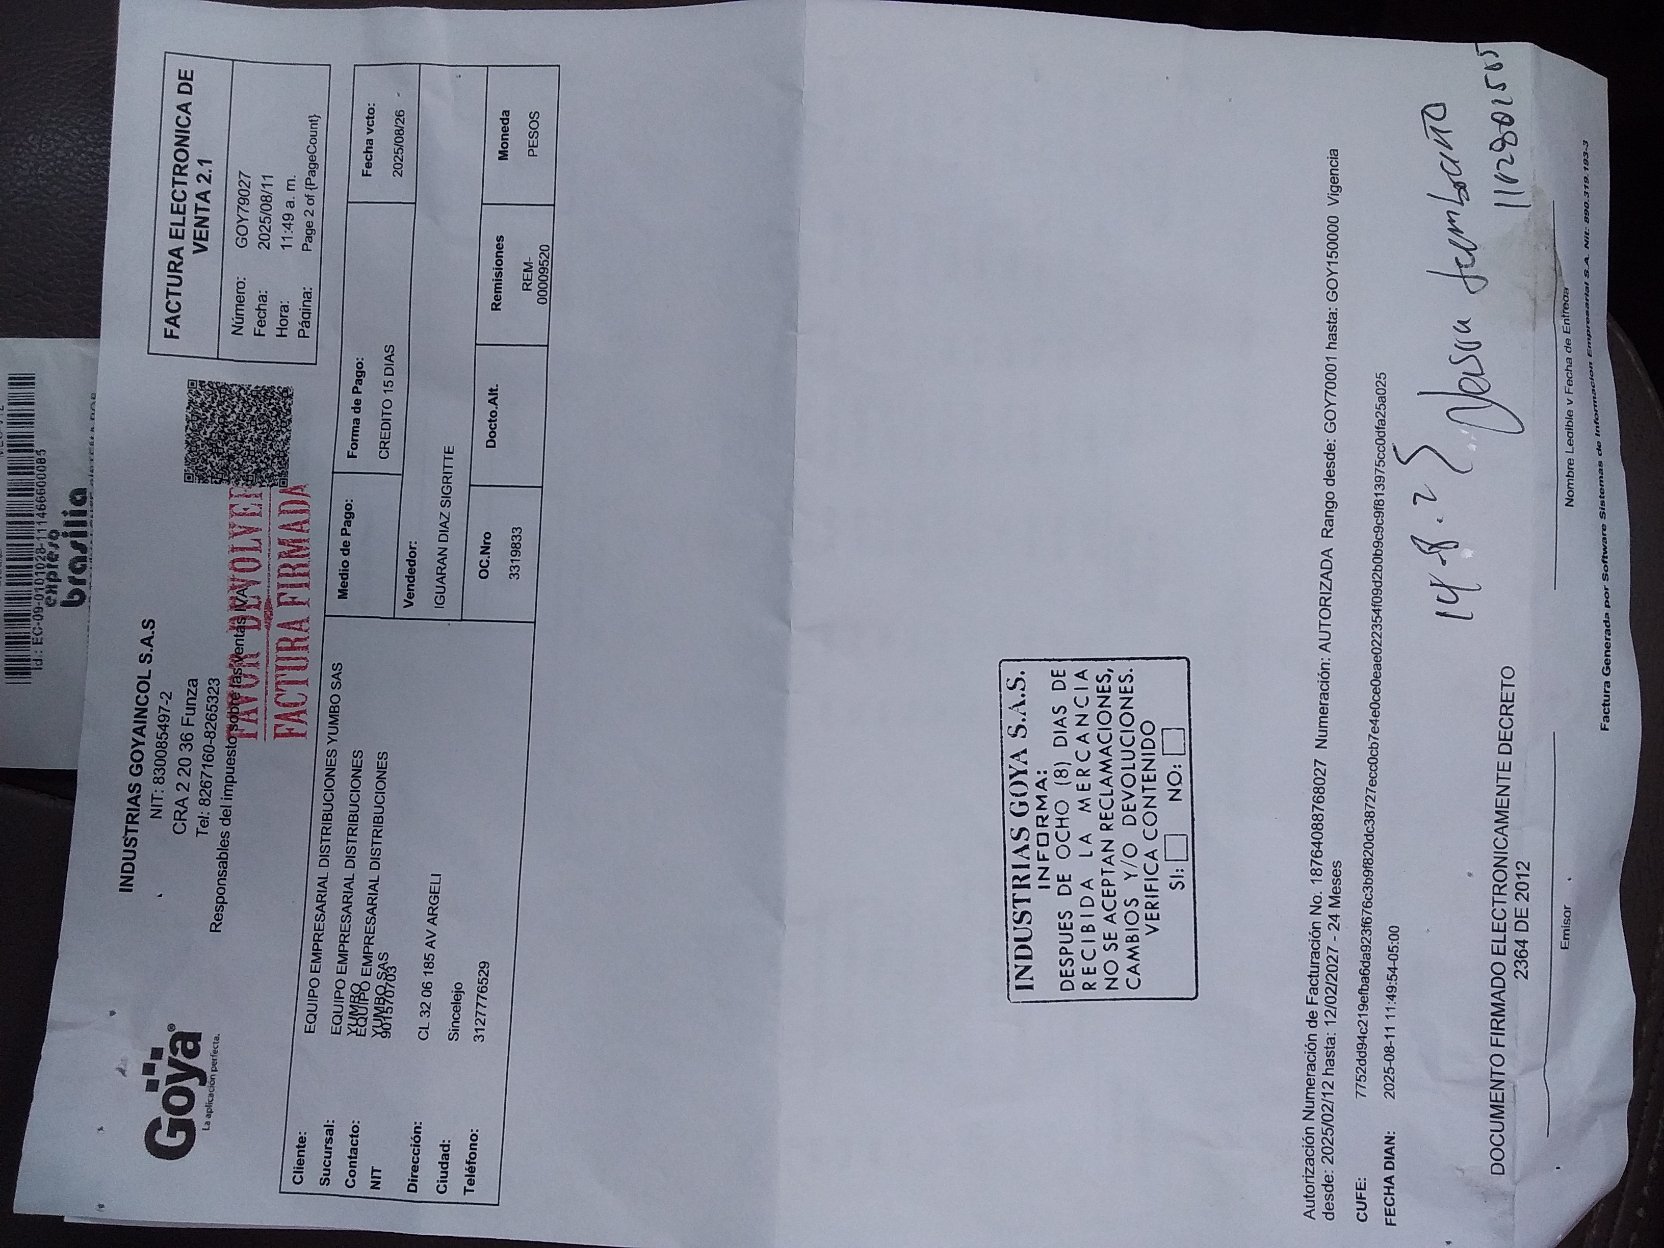 Id.: EC-09-0101028-11146660000085
expreso
brasilia
Goya®
La aplicación perfecta.
INDUSTRIAS GOYAINCOL S.A.S
NIT: 830085497-2
CRA 2 20 36 Funza
Tel: 8267160-8265323
Responsables del impuesto sobre las ventas IVA
FAVOR DEVOLVER
FACTURA FIRMADA
FACTURA ELECTRONICA DE
VENTA 2.1
Número: GOY79027
Fecha: 2025/08/11
Hora: 11:49 a. m.
Página: Page 2 of {PageCount}
Cliente: EQUIPO EMPRESARIAL DISTRIBUCIONES YUMBO SAS
Sucursal: EQUIPO EMPRESARIAL DISTRIBUCIONES
YUMBO
Contacto: EQUIPO EMPRESARIAL DISTRIBUCIONES
YUMBO SAS
NIT 901570703
Dirección: CL 32 06 185 AV ARGELI
Ciudad: Sincelejo
Teléfono: 3127776529
Medio de Pago: Forma de Pago: Fecha vcto:
CREDITO 15 DIAS 2025/08/26
Vendedor:
IGUARAN DIAZ SIGRITTE
OC.Nro Docto.Alt. Remisiones Moneda
3319833 REM-00009520 PESOS
INDUSTRIAS GOYA S.A.S.
INFORMA:
DESPUES DE OCHO (8) DIAS DE
RECIBIDA LA MERCANCIA
NO SE ACEPTAN RECLAMACIONES,
CAMBIOS Y/O DEVOLUCIONES.
VERIFICA CONTENIDO
SI: NO:
Autorización Numeración de Facturación No. 18764088768027 Numeración: AUTORIZADA Rango desde: GOY70001 hasta: GOY150000 Vigencia
desde: 2025/02/12 hasta: 12/02/2027 - 24 Meses
CUFE: 7752dd94c219efba6da923f676c3b9f820dc38727ecc0cb7e4e0ce0eae022354f09d2b0b9c9c9f813975cc0dfa25a025
FECHA DIAN: 2025-08-11 11:49:54-05:00
14-8-25
1102801505
DOCUMENTO FIRMADO ELECTRONICAMENTE DECRETO
2364 DE 2012
Emisor
Nombre Legible y Fecha de Entrega
Factura Generada por Software Sistemas de Informacion Empresarial S.A. Nit: 890.319.193-3